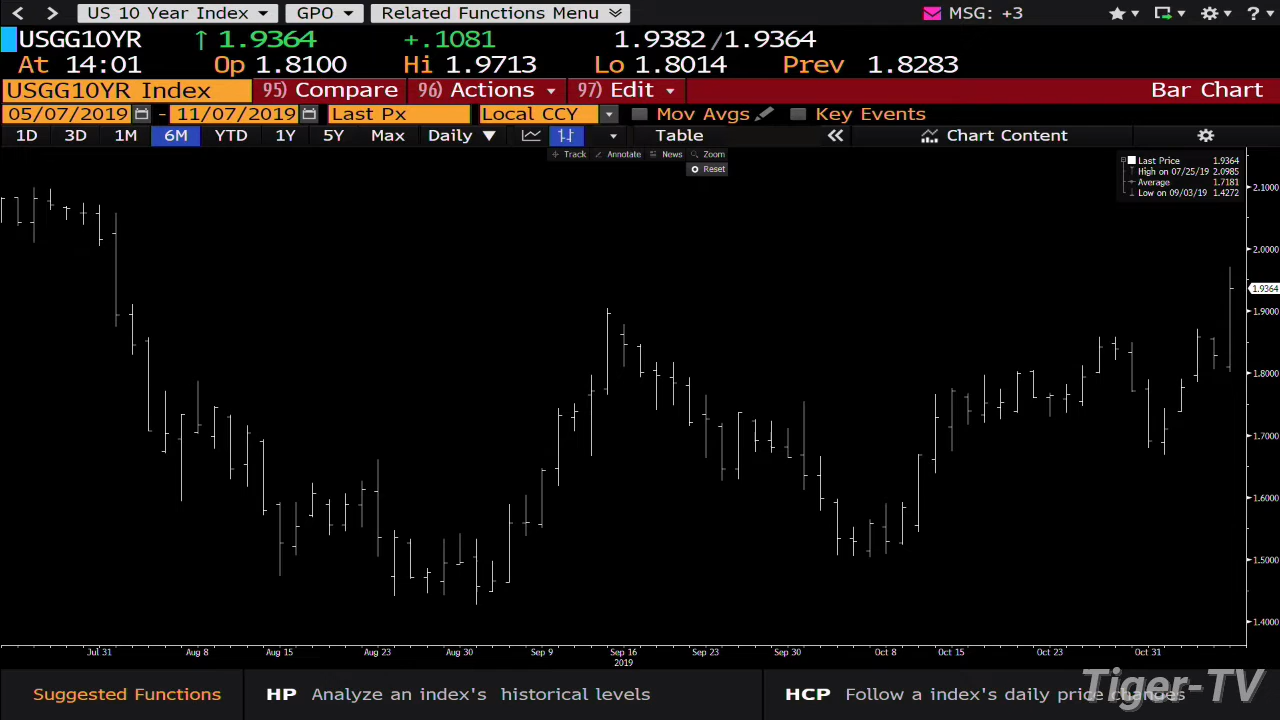 US 10 Year Index GPO Related Functions Menu MSG: +3 ?
USGG10YR ↑ 1.9364 +.1081 1.9382/1.9364
At 14:01 Op 1.8100 Hi 1.9713 Lo 1.8014 Prev 1.8283
USGG10YR Index 95) Compare 96) Actions 97) Edit Bar Chart
05/07/2019 - 11/07/2019 Last Px Local CCY Mov Avgs Key Events
1D 3D 1M 6M YTD 1Y 5Y Max Daily ▼ Table « Chart Content
Track Annotate News Zoom
Reset
Last Price 1.9364
High on 07/25/19 2.0985
Average 1.7181
Low on 09/03/19 1.4272
2.1000
2.0000
1.9364
1.9000
1.8000
1.7000
1.6000
1.5000
1.4000
Jul 31 Aug 8 Aug 15 Aug 23 Aug 30 Sep 9 Sep 16 Sep 23 Sep 30 Oct 8 Oct 15 Oct 23 Oct 31
2019
Suggested Functions HP Analyze an index's historical levels HCP Follow a index's daily price changes
Tiger-TV